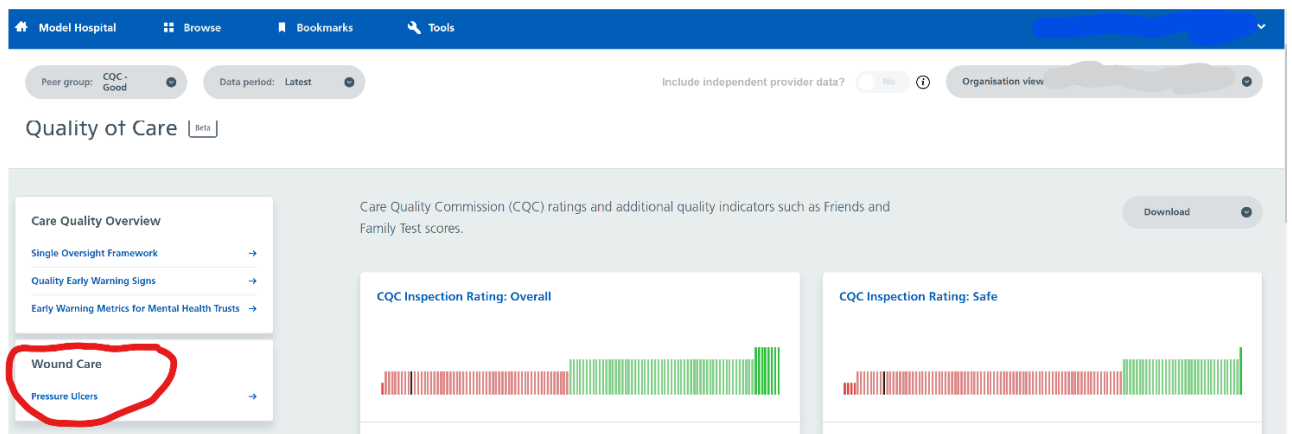 Model Hospital Browse Bookmarks Tools
Peer group: CQC - Good Data period: Latest Include independent provider data? No i Organisation view
Quality of Care Beta
Care Quality Overview
Single Oversight Framework
Quality Early Warning Signs
Early Warning Metrics for Mental Health Trusts
Wound Care
Pressure Ulcers
Care Quality Commission (CQC) ratings and additional quality indicators such as Friends and
Family Test scores.
Download
CQC Inspection Rating: Overall
CQC Inspection Rating: Safe